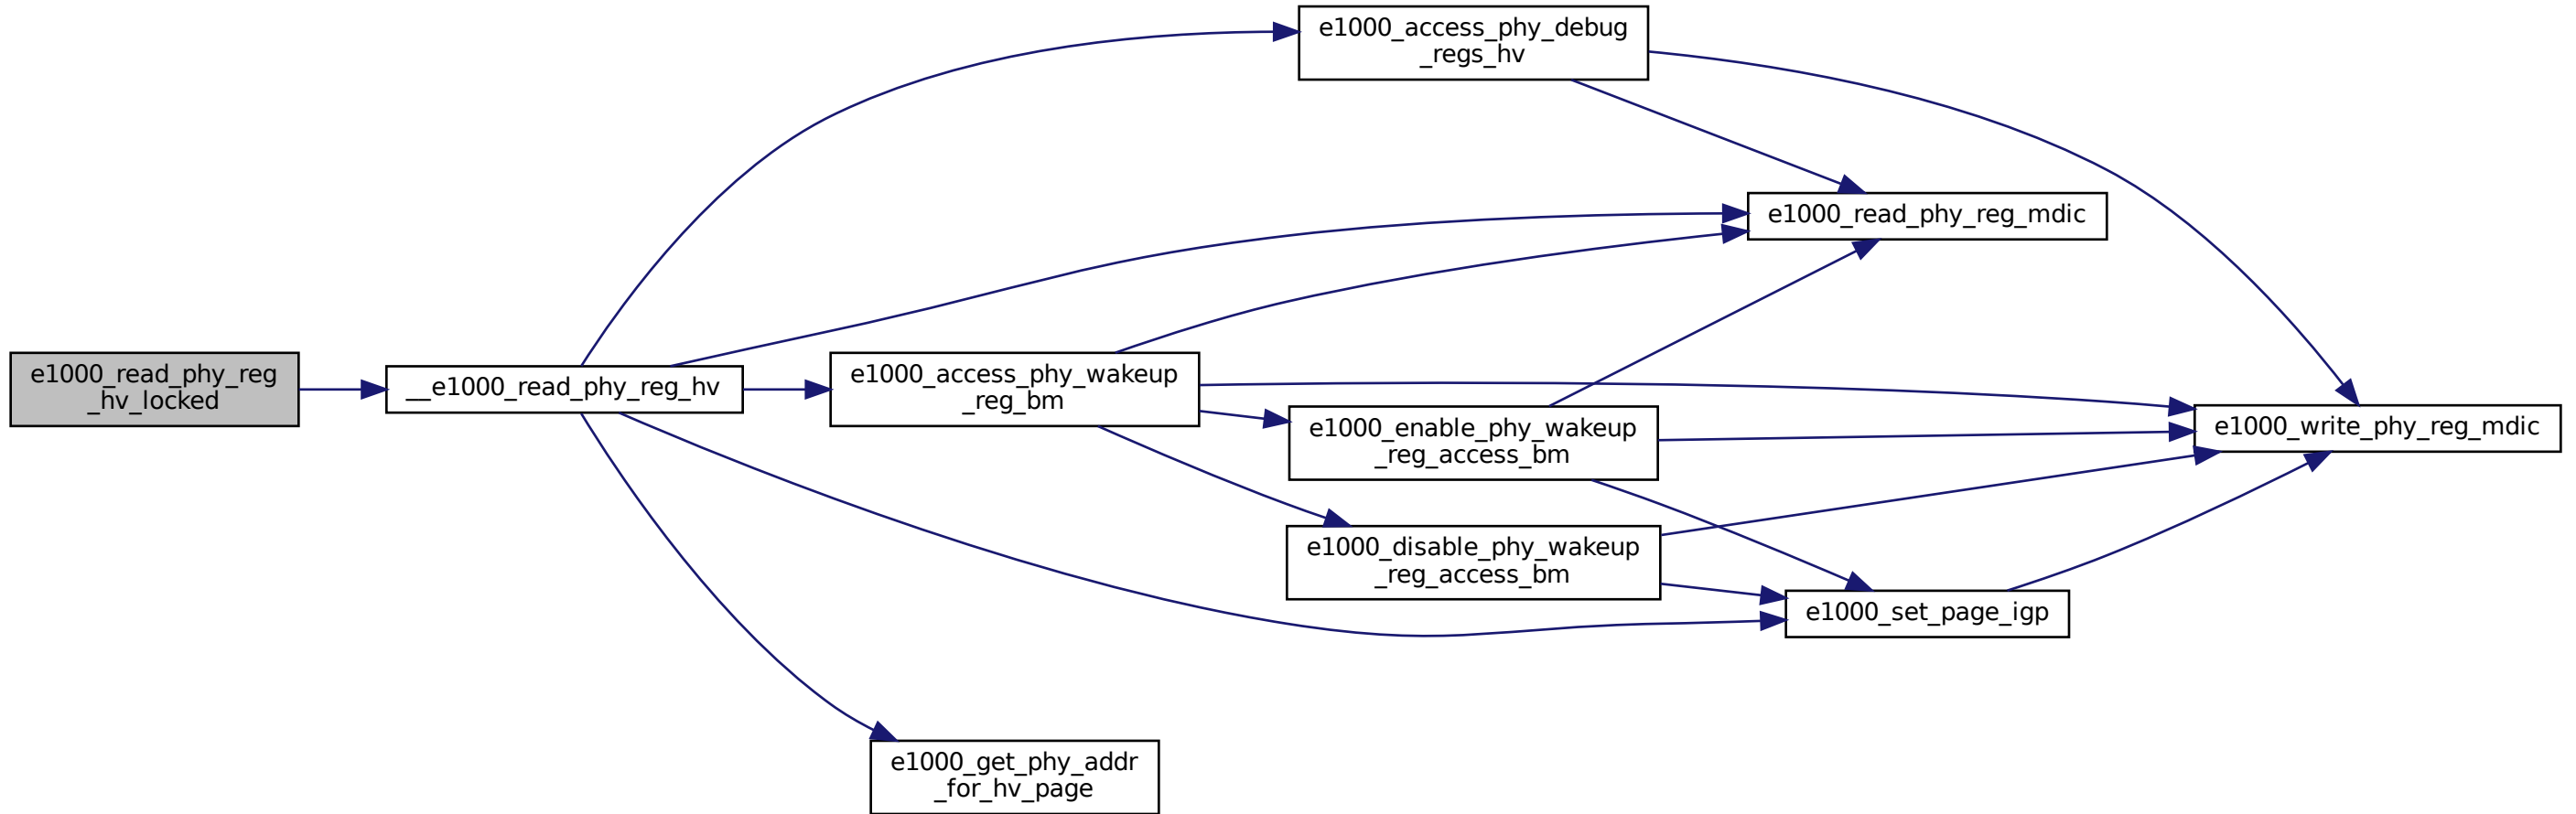 e1000_access_phy_debug
_regs_hv
e1000_read_phy_reg_mdic
e1000_read_phy_reg
_hv_locked
__e1000_read_phy_reg_hv
e1000_access_phy_wakeup
_reg_bm
e1000_enable_phy_wakeup
_reg_access_bm
e1000_write_phy_reg_mdic
e1000_disable_phy_wakeup
_reg_access_bm
e1000_set_page_igp
e1000_get_phy_addr
_for_hv_page